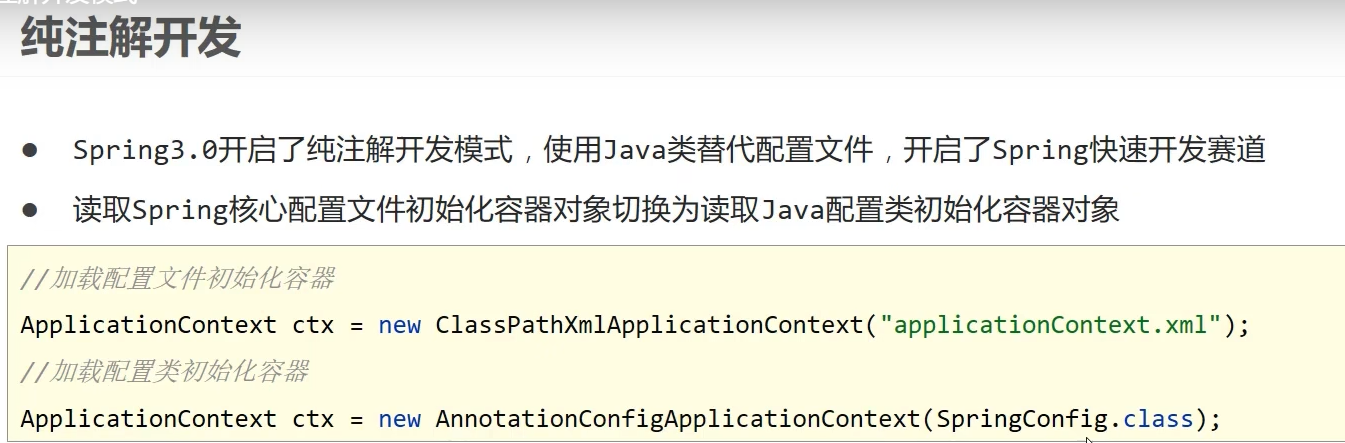 纯注解开发
● Spring3.0开启了纯注解开发模式，使用Java类替代配置文件，开启了Spring快速开发赛道
● 读取Spring核心配置文件初始化容器对象切换为读取Java配置类初始化容器对象
//加载配置文件初始化容器
ApplicationContext ctx = new ClassPathXmlApplicationContext("applicationContext.xml");
//加载配置类初始化容器
ApplicationContext ctx = new AnnotationConfigApplicationContext(SpringConfig.class);